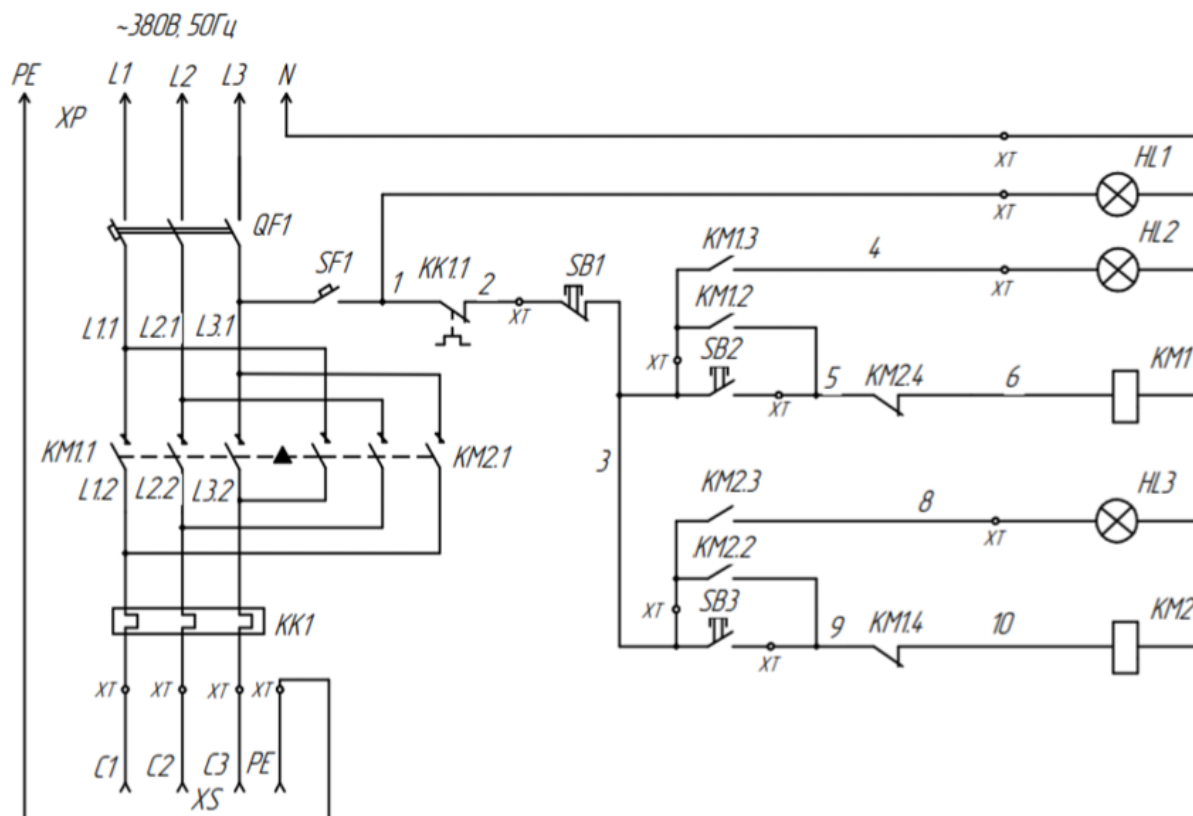 ~380В, 50Гц
PE L1 L2 L3 N
XP
XT
HL1
XT
QF1
HL2
KM1.3 4
SF1
1 KK1.1 2 SB1
XT
XT
KM1.2
L1.1 L2.1 L3.1
XT SB2
KM1
5 KM2.4 6
XT
KM1.1 KM2.1
3
L1.2 L2.2 L3.2
KM2.3 8
HL3
XT
KM2.2
XT SB3
KK1
KM2
9 KM1.4 10
XT
XT XT XT XT
C1 C2 C3 PE
XS